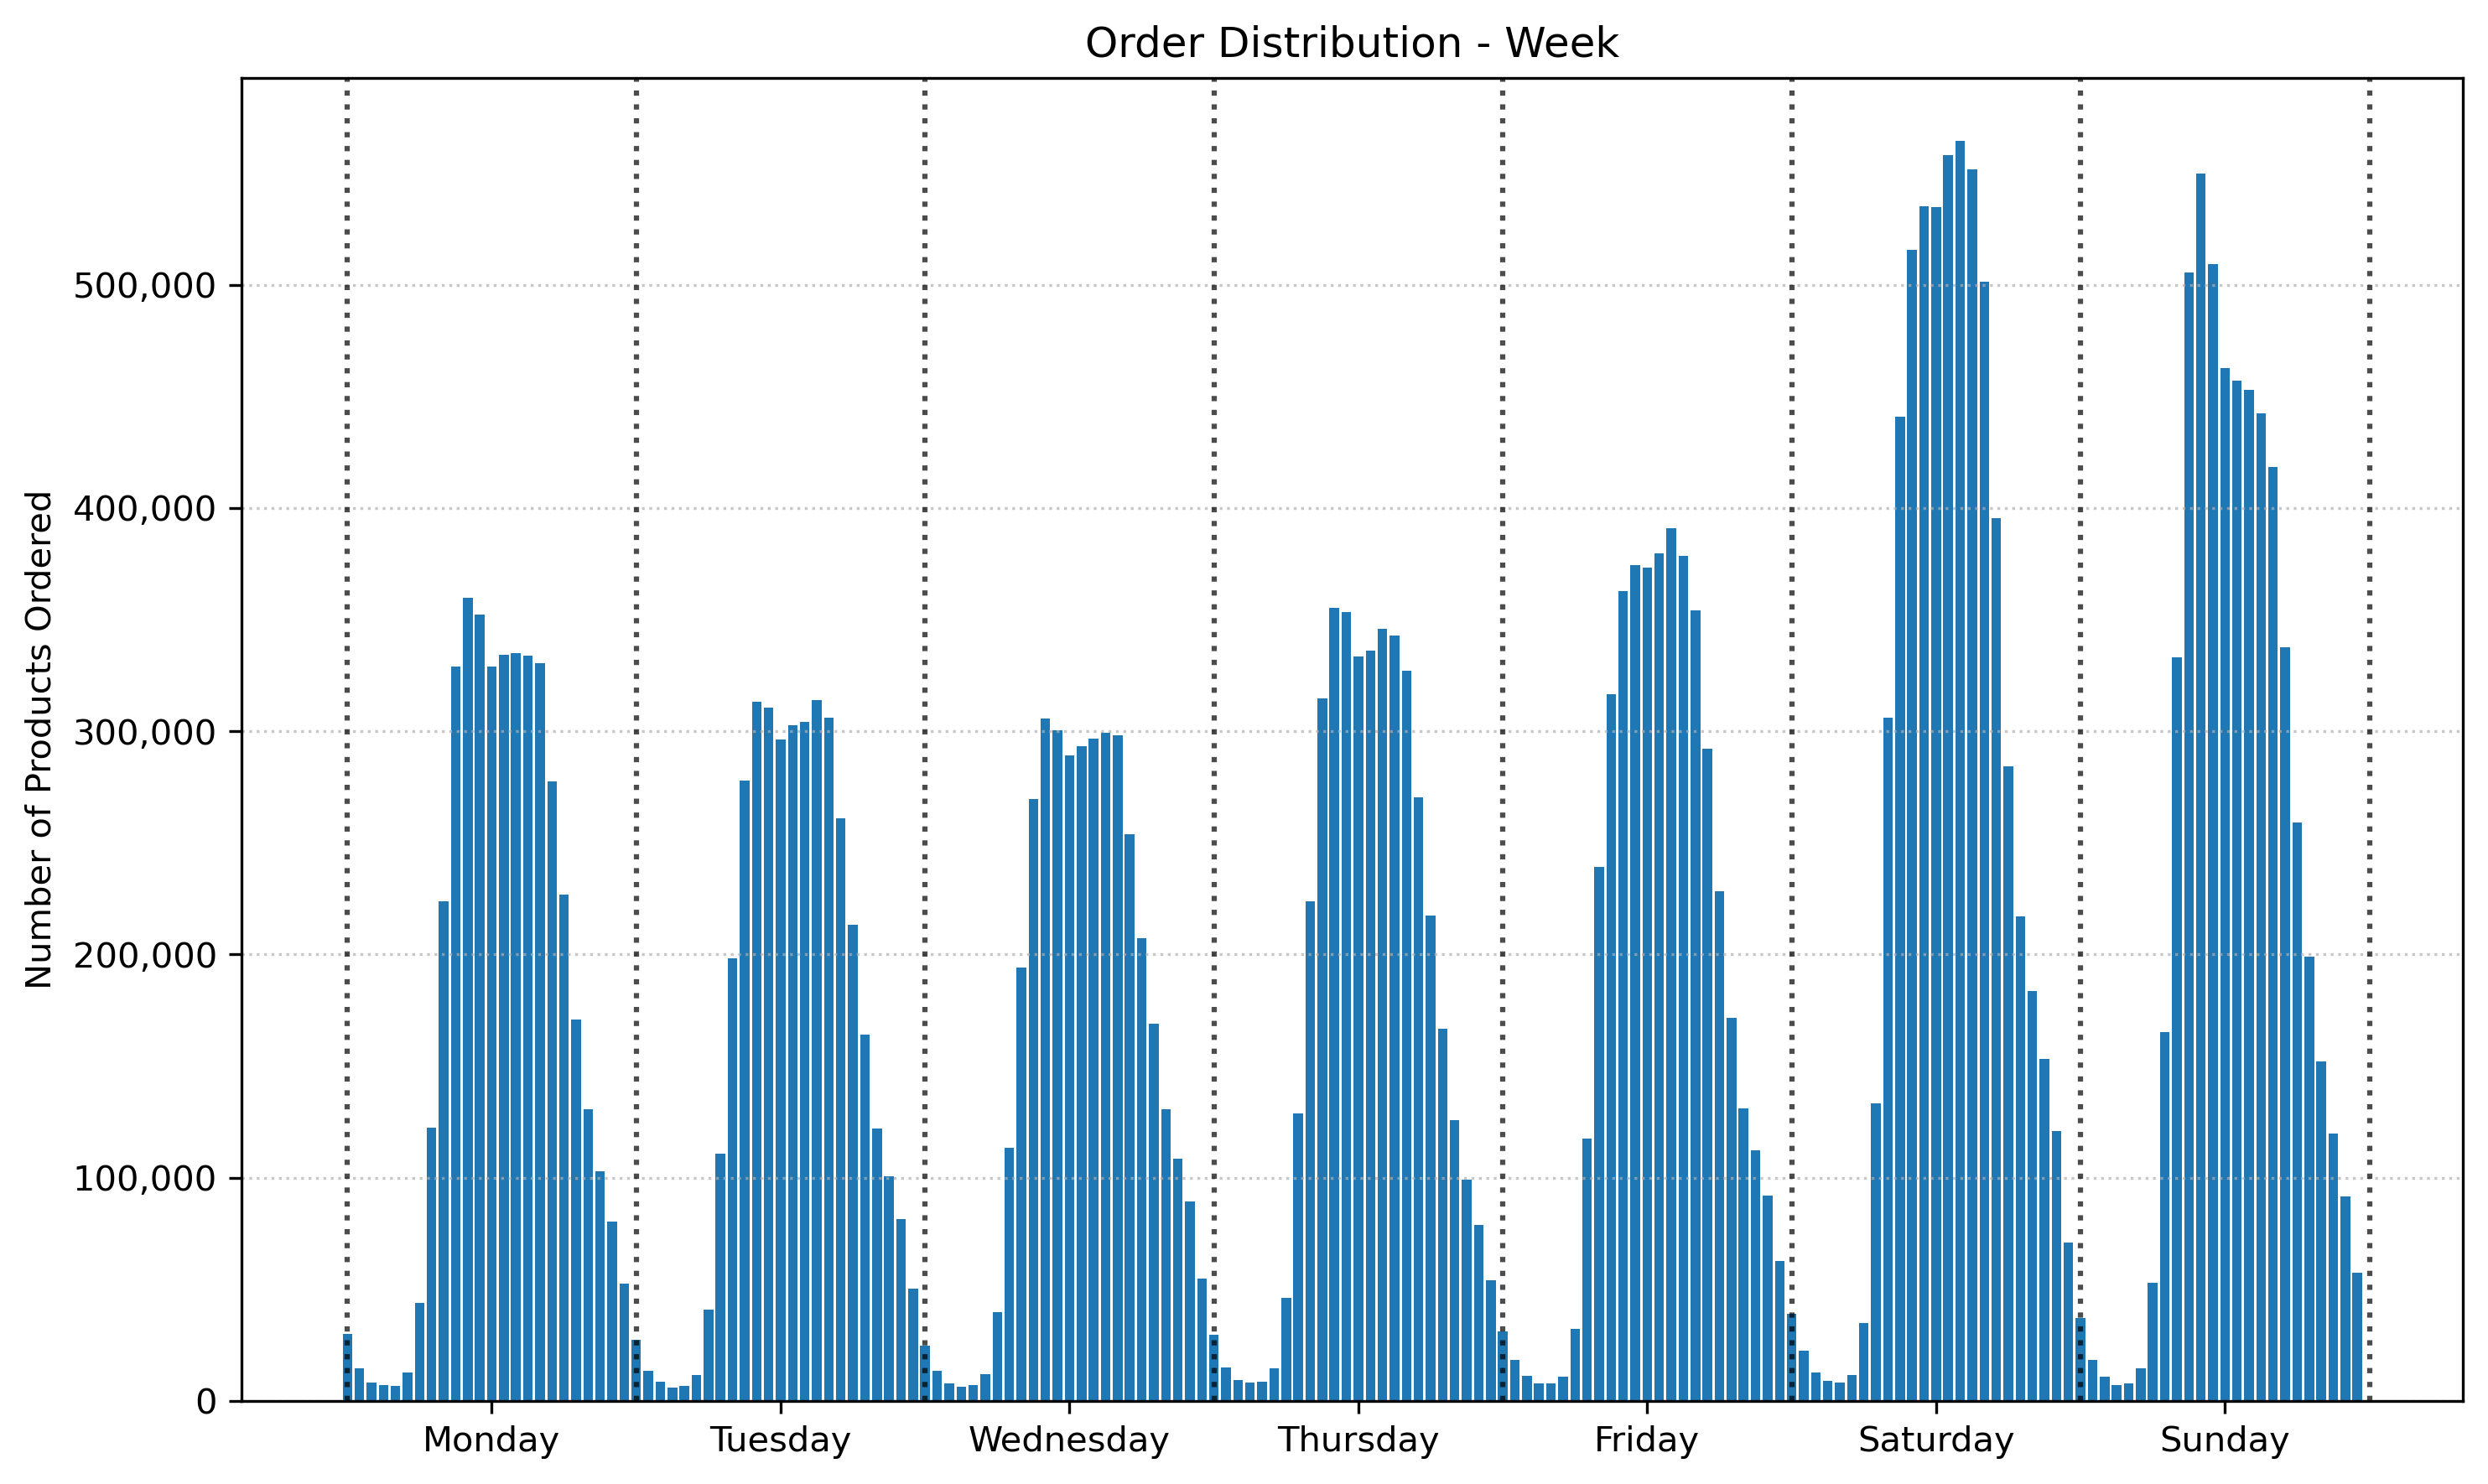 Order Distribution - Week
Number of Products Ordered
500,000
400,000
300,000
200,000
100,000
0
Monday Tuesday Wednesday Thursday Friday Saturday Sunday